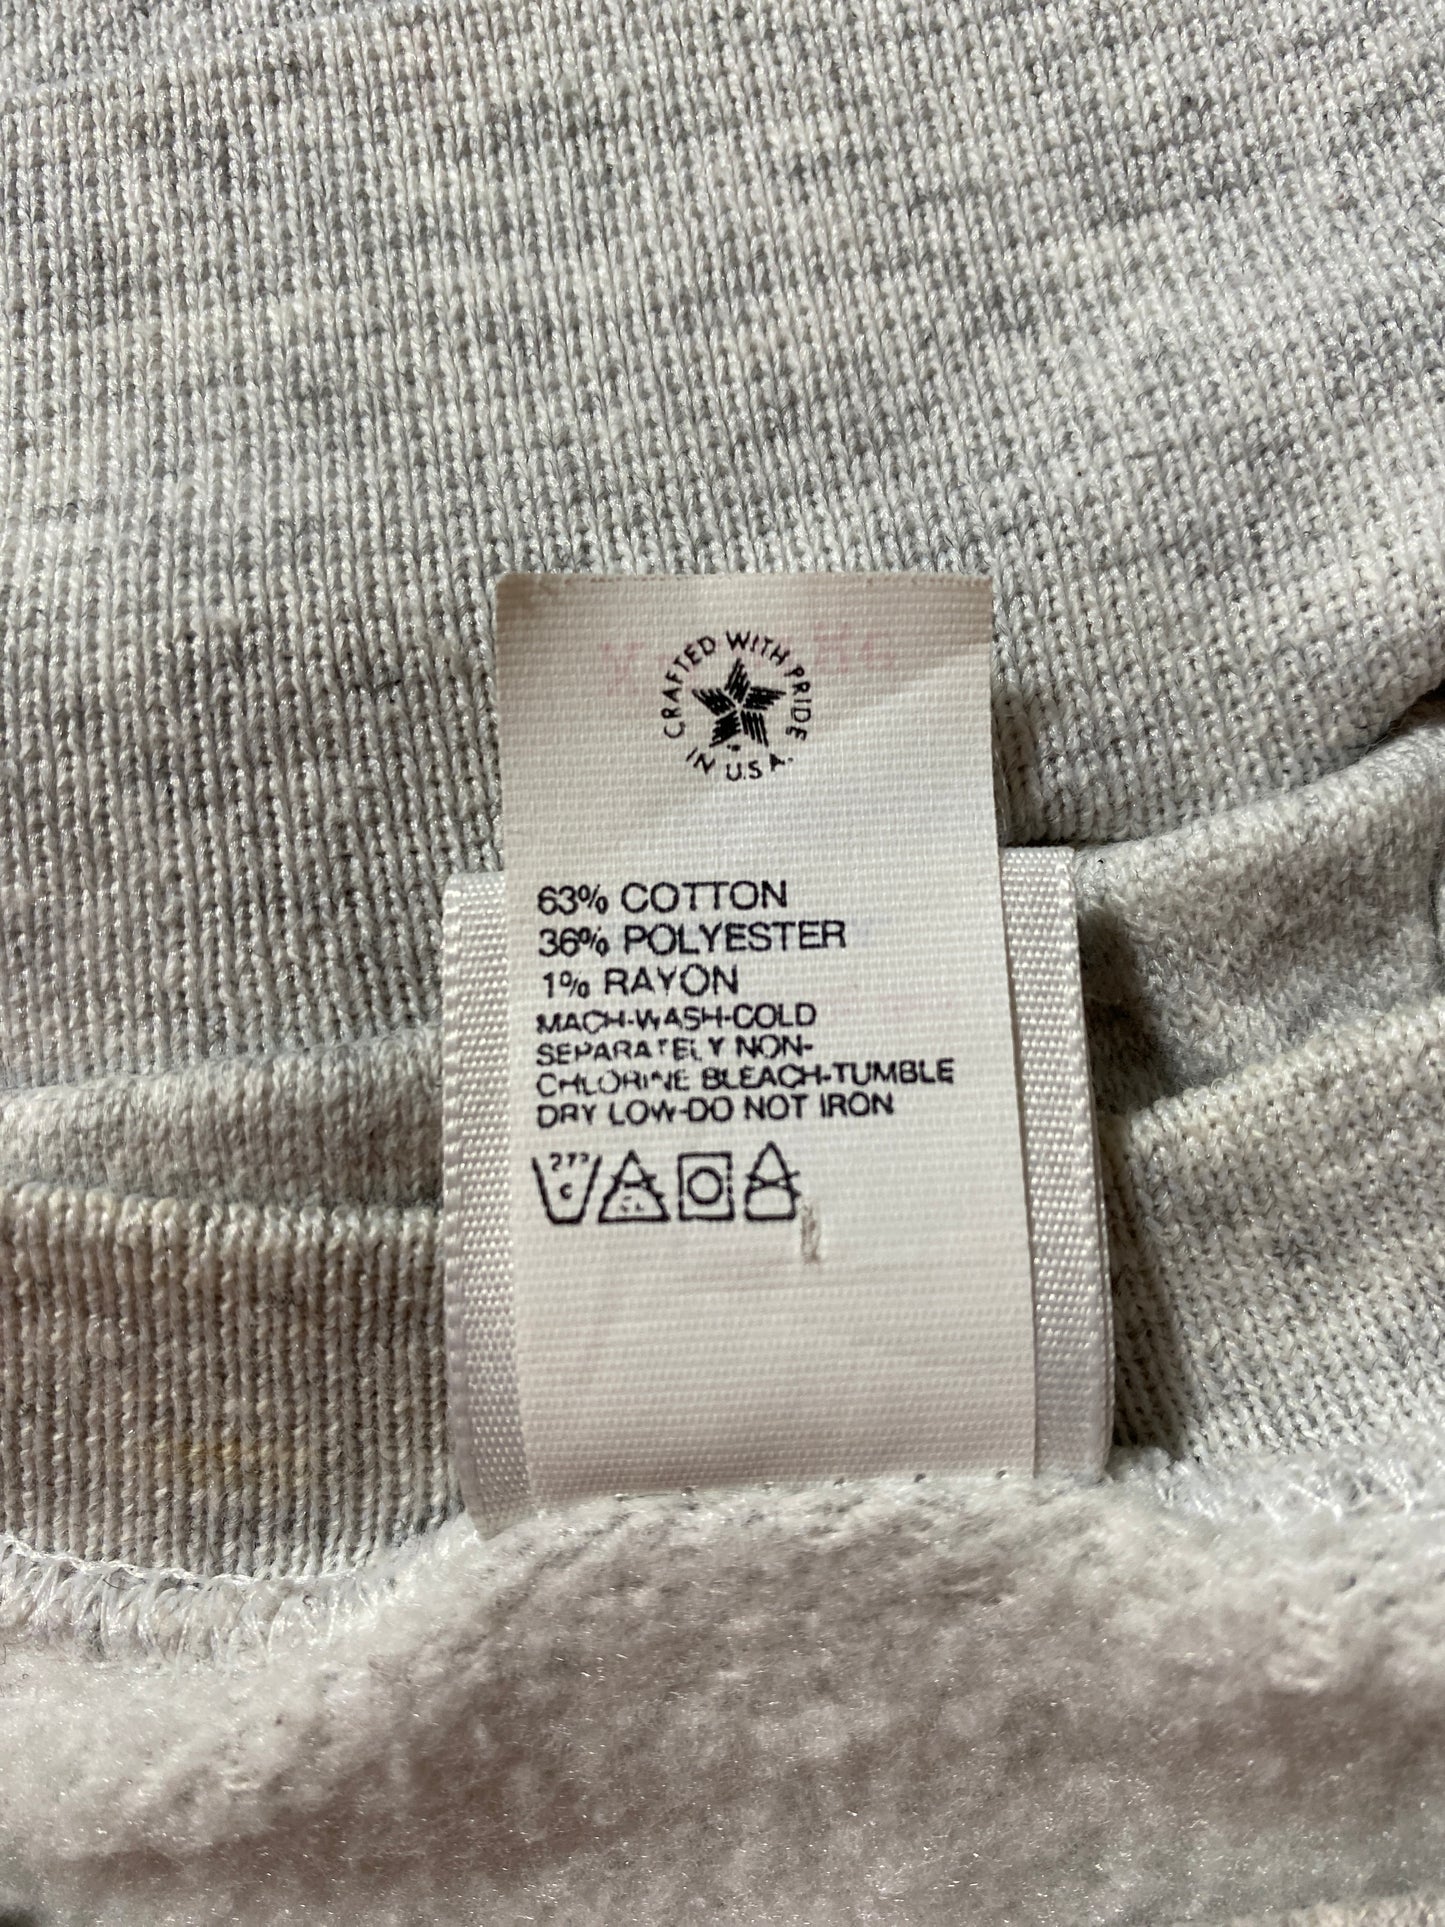 CRAFTED WITH PRIDE
IN U.S.A.
63% COTTON
36% POLYESTER
1% RAYON
MACH-WASH-COLD
SEPARATELY NON-
CHLORINE BLEACH-TUMBLE
DRY LOW-DO NOT IRON